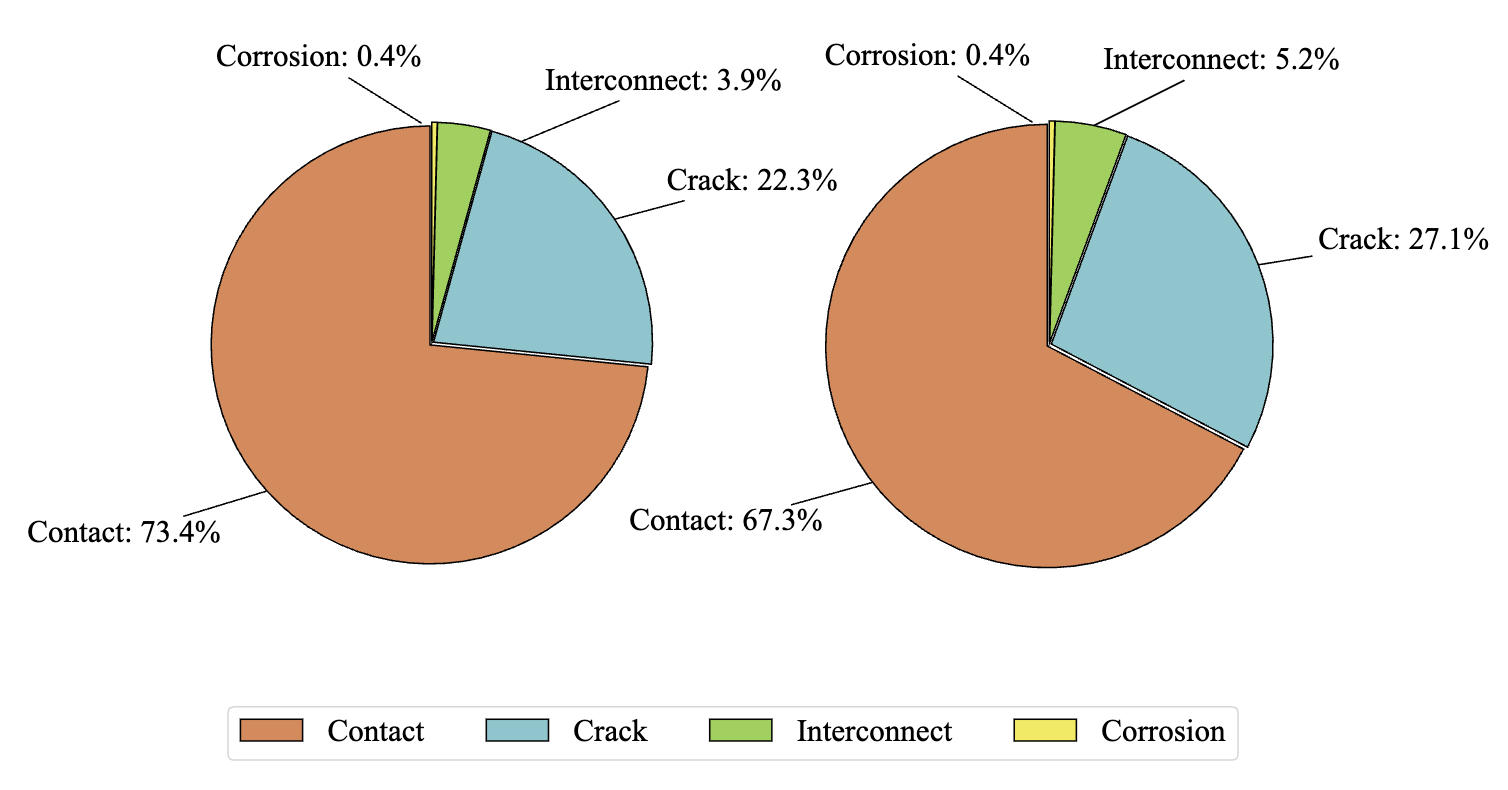 Corrosion: 0.4%
Interconnect: 3.9%
Crack: 22.3%
Contact: 73.4%
Corrosion: 0.4%
Interconnect: 5.2%
Crack: 27.1%
Contact: 67.3%
Contact Crack Interconnect Corrosion